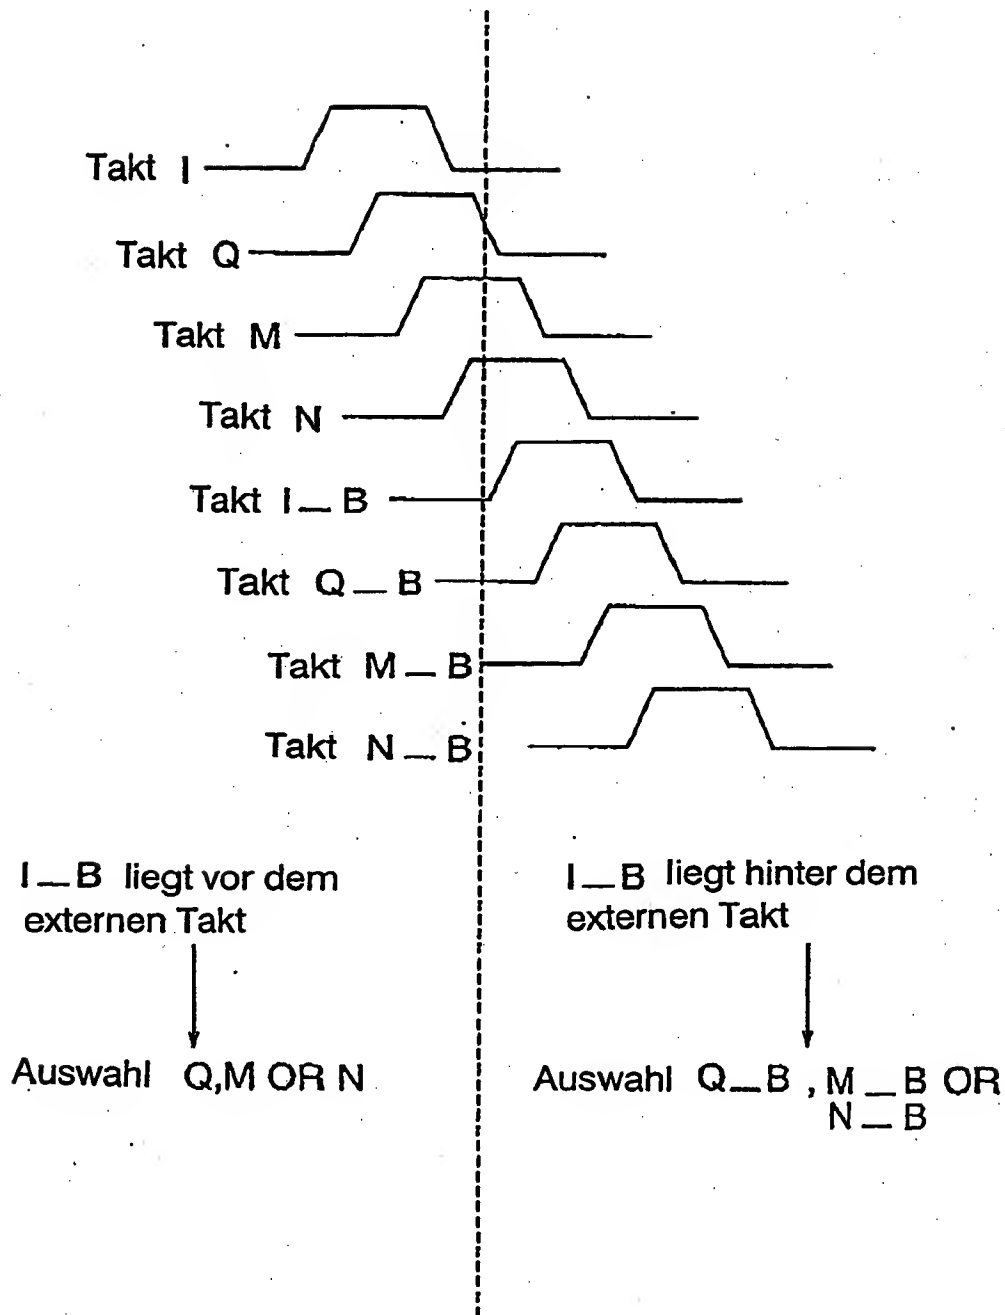 Takt I
Takt Q
Takt M
Takt N
Takt I_B
Takt Q_B
Takt M_B
Takt N_B
I_B liegt vor dem
externen Takt
Auswahl Q,M OR N
I_B liegt hinter dem
externen Takt
Auswahl Q_B , M_B OR
N_B